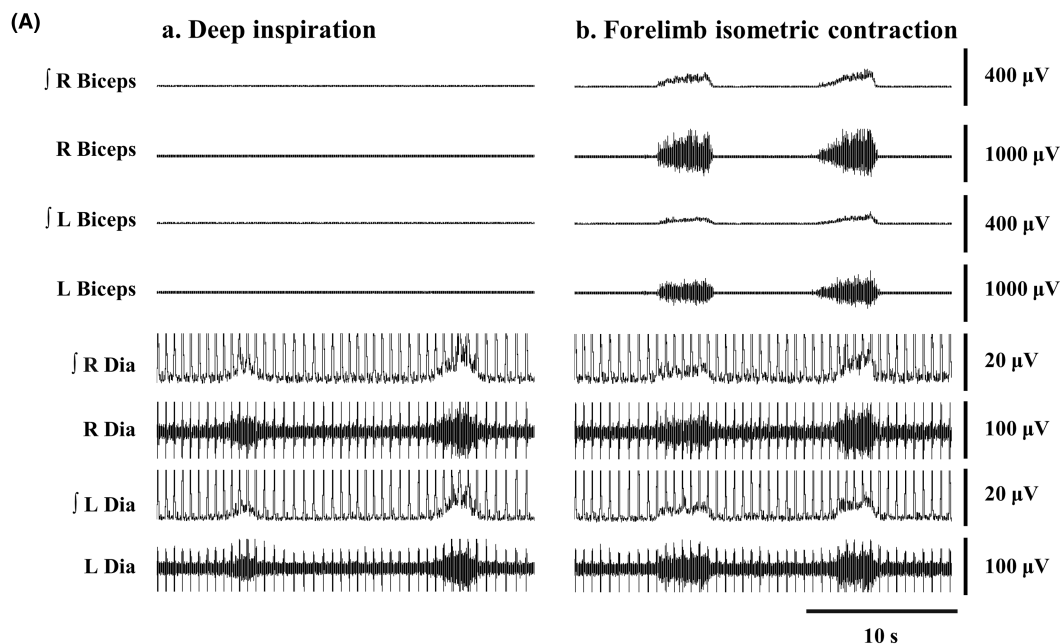 (A)
a. Deep inspiration
b. Forelimb isometric contraction
∫ R Biceps
400 μV
R Biceps
1000 μV
∫ L Biceps
400 μV
L Biceps
1000 μV
∫ R Dia
20 μV
R Dia
100 μV
∫ L Dia
20 μV
L Dia
100 μV
10 s